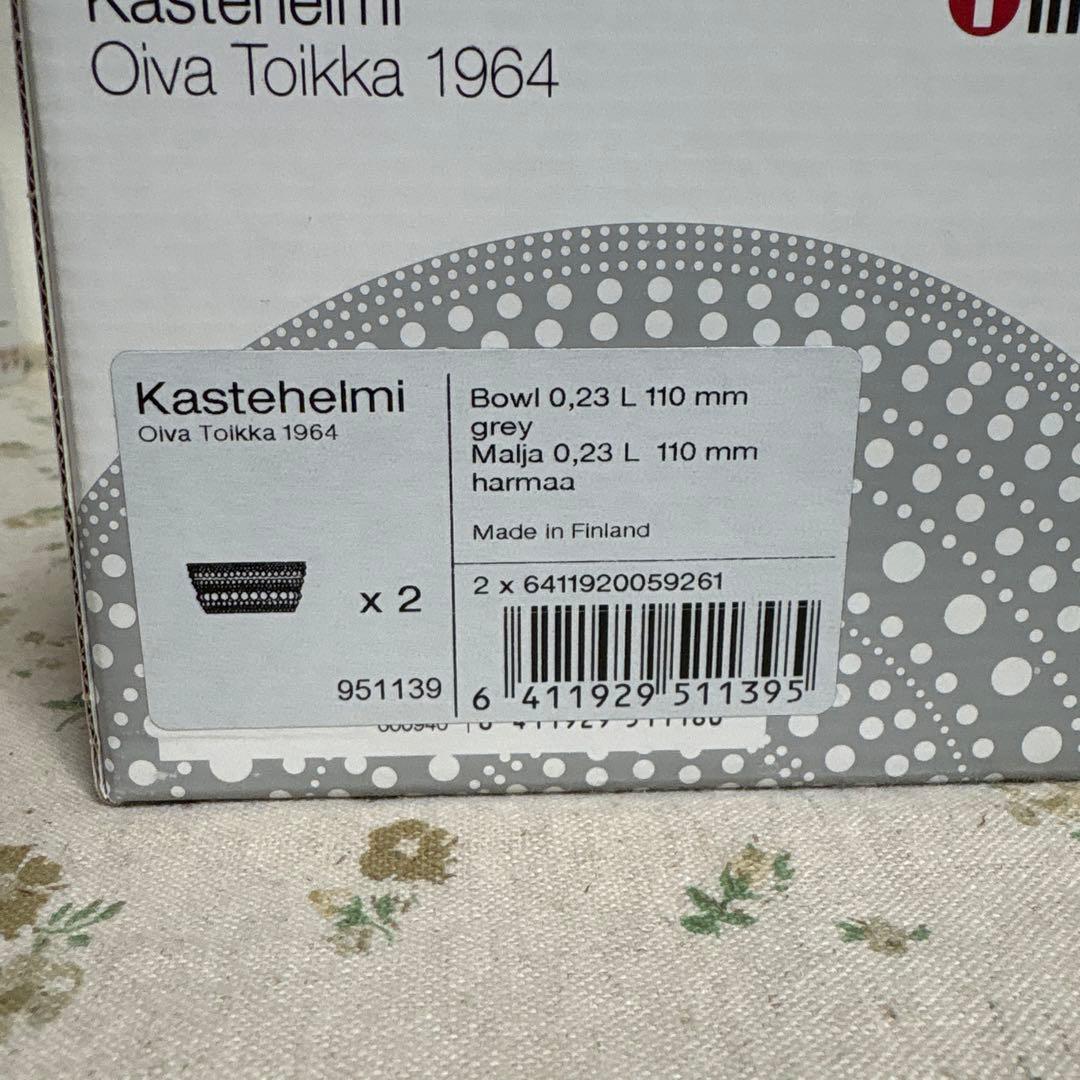 Kastehelmi
Oiva Toikka 1964
Kastehelmi
Oiva Toikka 1964
x 2
951139
Bowl 0,23 L 110 mm
grey
Malja 0,23 L 110 mm
harmaa
Made in Finland
2 x 6411920059261
6 411929 511395